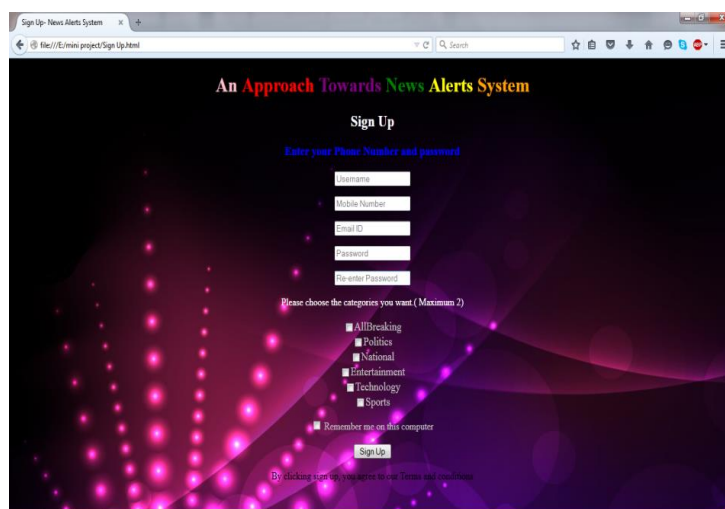 Sign Up- News Alerts System
file:///E:/mini project/Sign Up.html
Search
An Approach Towards News Alerts System
Sign Up
Enter your Phone Number and password
Username
Mobile Number
Email ID
Password
Re-enter Password
Please choose the categories you want.( Maximum 2)
AllBreaking
Politics
National
Entertainment
Technology
Sports
Remember me on this computer
Sign Up
By clicking sign up, you agree to our Terms and conditions